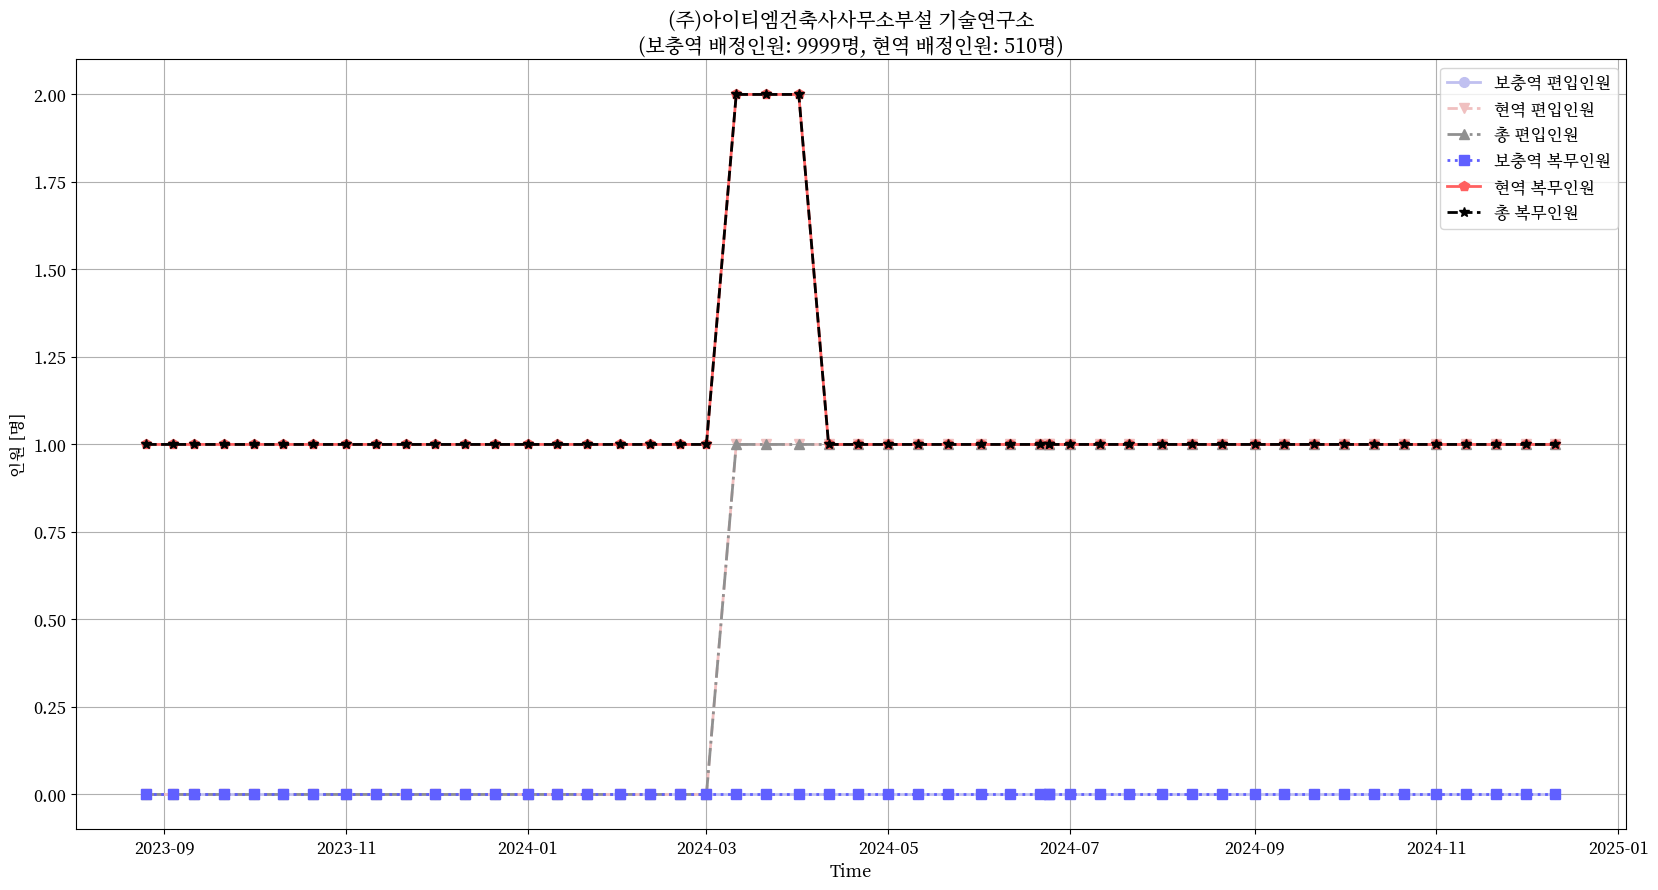 (주)아이티엠건축사사무소부설 기술연구소
(보충역 배정인원: 9999명, 현역 배정인원: 510명)
보충역 편입인원
현역 편입인원
총 편입인원
보충역 복무인원
현역 복무인원
총 복무인원
인원 [명]
2.00
1.75
1.50
1.25
1.00
0.75
0.50
0.25
0.00
2023-09
2023-11
2024-01
2024-03
2024-05
2024-07
2024-09
2024-11
2025-01
Time